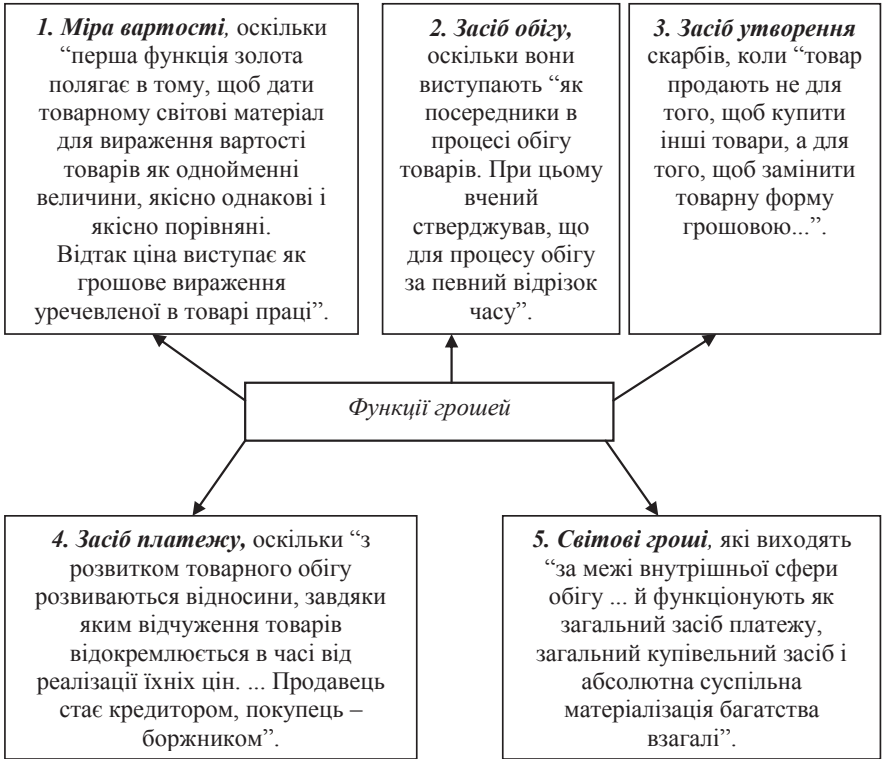 1. Міра вартості, оскільки
“перша функція золота
полягає в тому, щоб дати
товарному світові матеріал
для вираження вартості
товарів як однойменні
величини, якісно однакові і
якісно порівняні.
Відтак ціна виступає як
грошове вираження
уречевленої в товарі праці”.
2. Засіб обігу,
оскільки вони
виступають “як
посередники в
процесі обігу
товарів. При цьому
вчений
стверджував, що
для процесу обігу
за певний відрізок
часу”.
3. Засіб утворення
скарбів, коли “товар
продають не для
того, щоб купити
інші товари, а для
того, щоб замінити
товарну форму
грошовою...”.
Функції грошей
4. Засіб платежу, оскільки “з
розвитком товарного обігу
розвиваються відносини, завдяки
яким відчуження товарів
відокремлюється в часі від
реалізації їхніх цін. ... Продавець
стає кредитором, покупець –
боржником”.
5. Світові гроші, які виходять
“за межі внутрішньої сфери
обігу ... й функціонують як
загальний засіб платежу,
загальний купівельний засіб і
абсолютна суспільна
матеріалізація багатства
взагалі”.